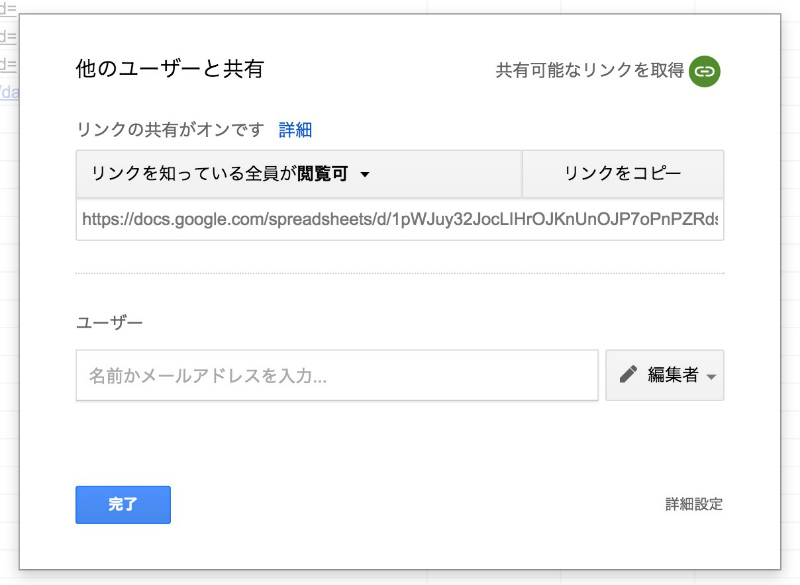 d=
d=
d=
/da
他のユーザーと共有
共有可能なリンクを取得
リンクの共有がオンです 詳細
リンクを知っている全員が閲覧可
リンクをコピー
https://docs.google.com/spreadsheets/d/1pWJuy32JocLIHrOJKnUnOJP7oPnPZRds
ユーザー
名前かメールアドレスを入力...
編集者
完了
詳細設定